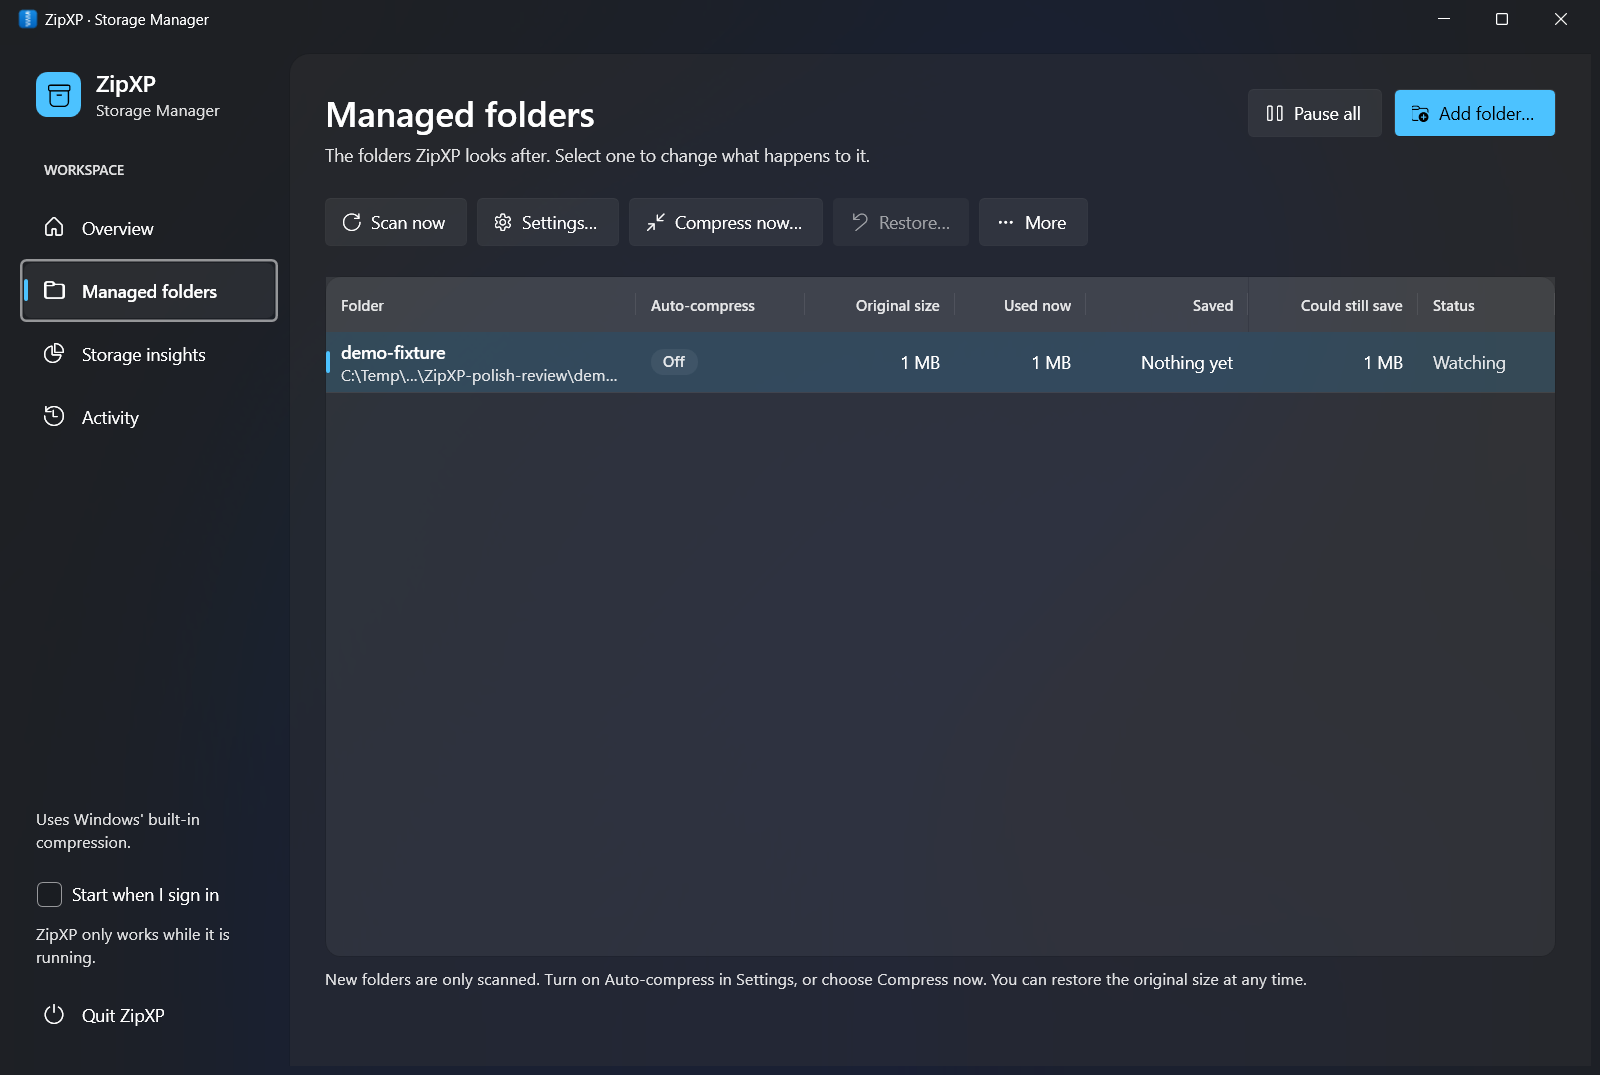 ZipXP · Storage Manager
ZipXP
Storage Manager
WORKSPACE
Overview
Managed folders
Storage insights
Activity
Uses Windows' built-in
compression.
Start when I sign in
ZipXP only works while it is
running.
Quit ZipXP
Managed folders
The folders ZipXP looks after. Select one to change what happens to it.
Pause all
Add folder...
Scan now
Settings...
Compress now...
Restore...
More
Folder Auto-compress Original size Used now Saved Could still save Status
demo-fixture
C:\Temp\...\ZipXP-polish-review\dem...
Off 1 MB 1 MB Nothing yet 1 MB Watching
New folders are only scanned. Turn on Auto-compress in Settings, or choose Compress now. You can restore the original size at any time.